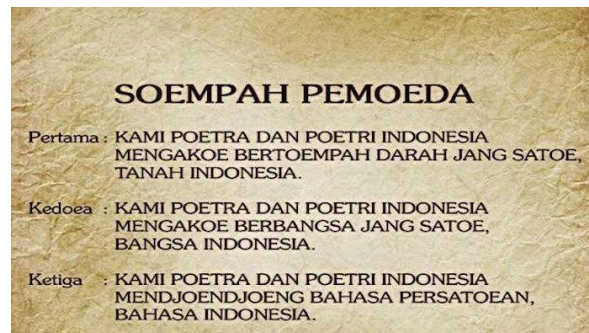 SOEMPAH PEMOEDA
Pertama : KAMI POETRA DAN POETRI INDONESIA
MENGAKOE BERTOEMPAH DARAH JANG SATOE,
TANAH INDONESIA.
Kedoea : KAMI POETRA DAN POETRI INDONESIA
MENGAKOE BERBANGSA JANG SATOE,
BANGSA INDONESIA.
Ketiga : KAMI POETRA DAN POETRI INDONESIA
MENDJOENDJOENG BAHASA PERSATOEAN,
BAHASA INDONESIA.